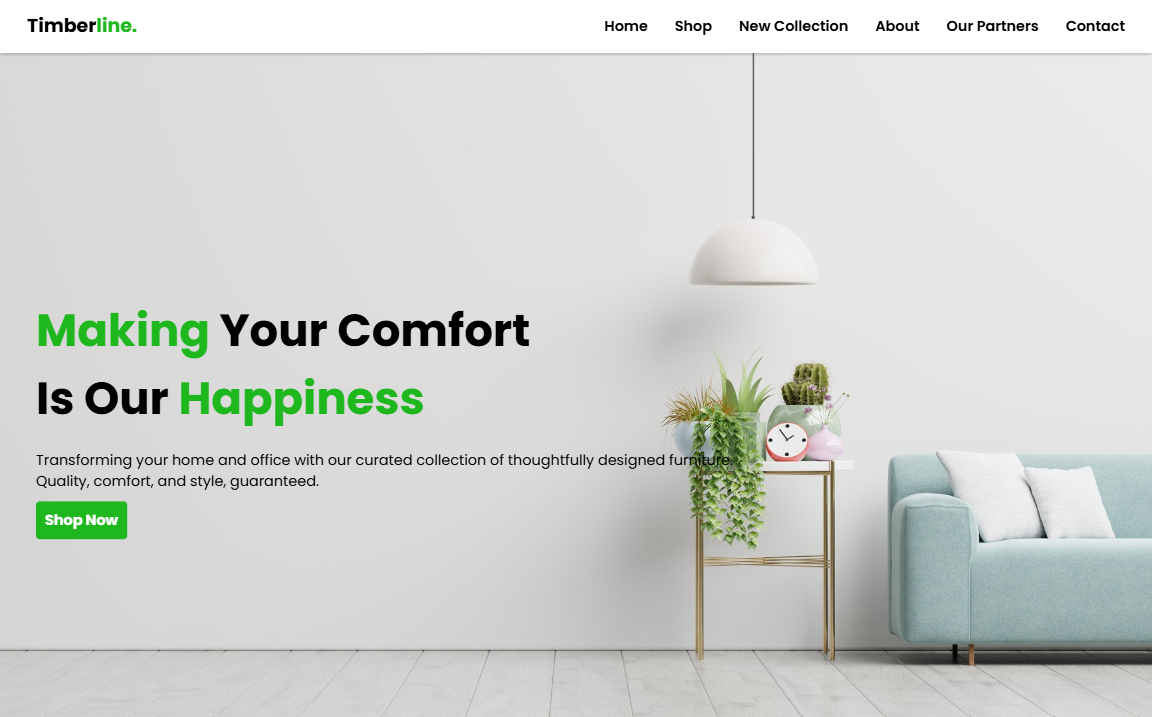 Timberline.
Home Shop New Collection About Our Partners Contact
Making Your Comfort
Is Our Happiness
Transforming your home and office with our curated collection of thoughtfully designed furniture.
Quality, comfort, and style, guaranteed.
Shop Now